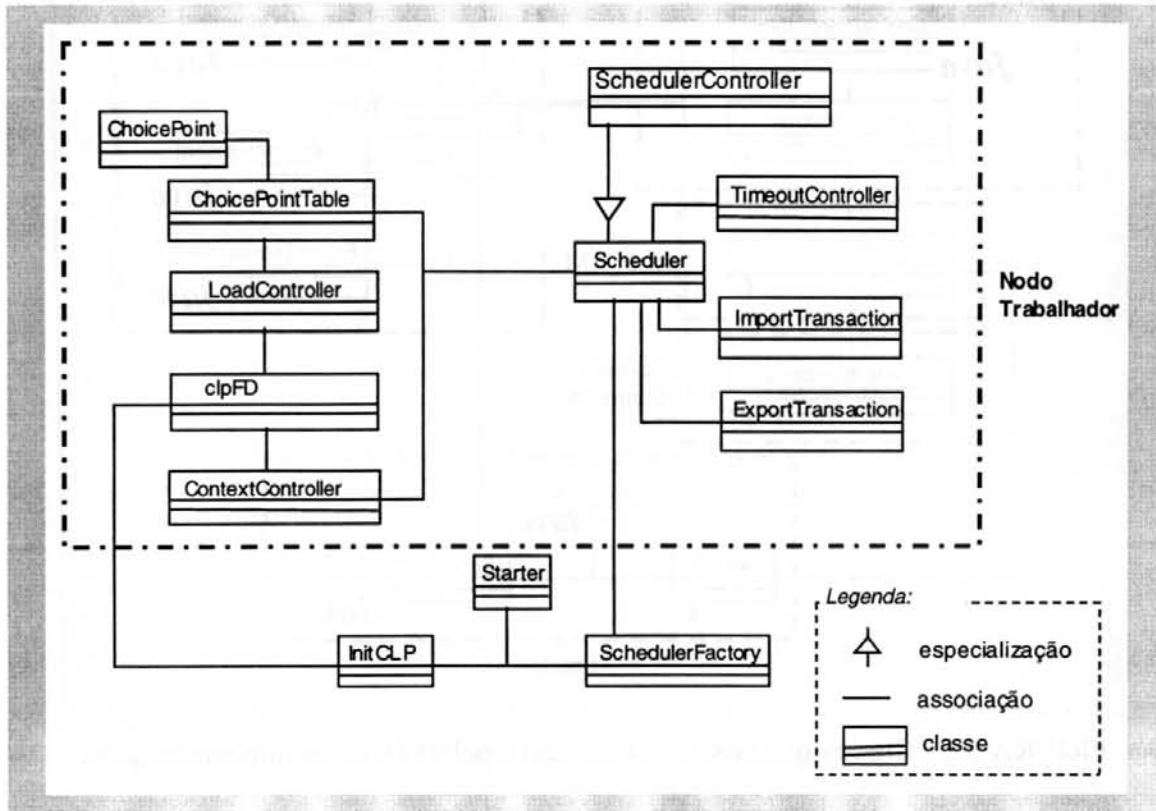 SchedulerController
ChoicePoint
ChoicePointTable
TimeoutController
Scheduler
LoadController
Nodo
Trabalhador
ImportTransaction
clpFD
ExportTransaction
ContextController
Starter
Legenda:
InitCLP
SchedulerFactory
especialização
associação
classe